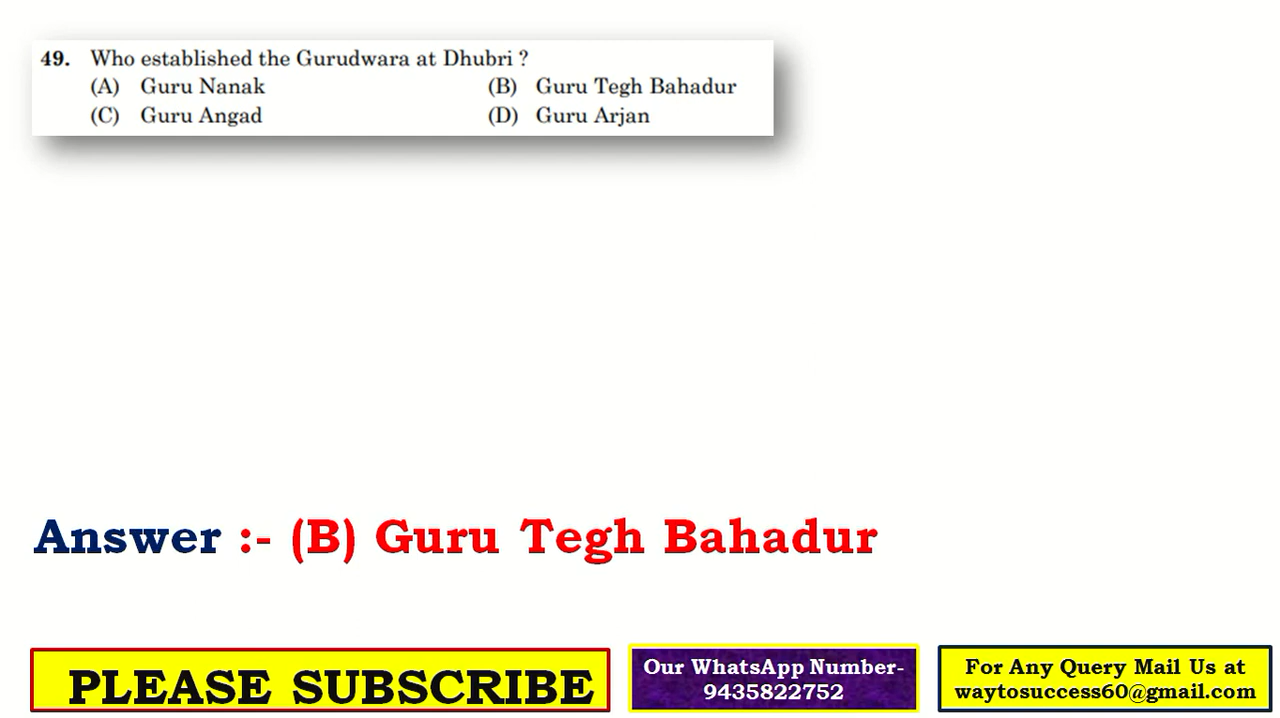 49. Who established the Gurudwara at Dhubri ?
(A) Guru Nanak (B) Guru Tegh Bahadur
(C) Guru Angad (D) Guru Arjan
Answer :- (B) Guru Tegh Bahadur
PLEASE SUBSCRIBE
Our WhatsApp Number-
9435822752
For Any Query Mail Us at
waytosuccess60@gmail.com